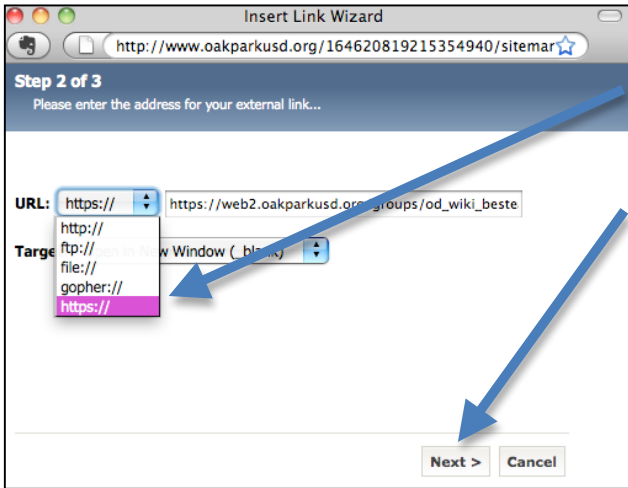 Insert Link Wizard
http://www.oakparkusd.org/164620819215354940/sitemar
Step 2 of 3
Please enter the address for your external link...
URL: https:// https://web2.oakparkusd.org/groups/od_wiki_beste
http://
Targe w Window (_blank)
ftp://
file://
gopher://
https://
Next > Cancel